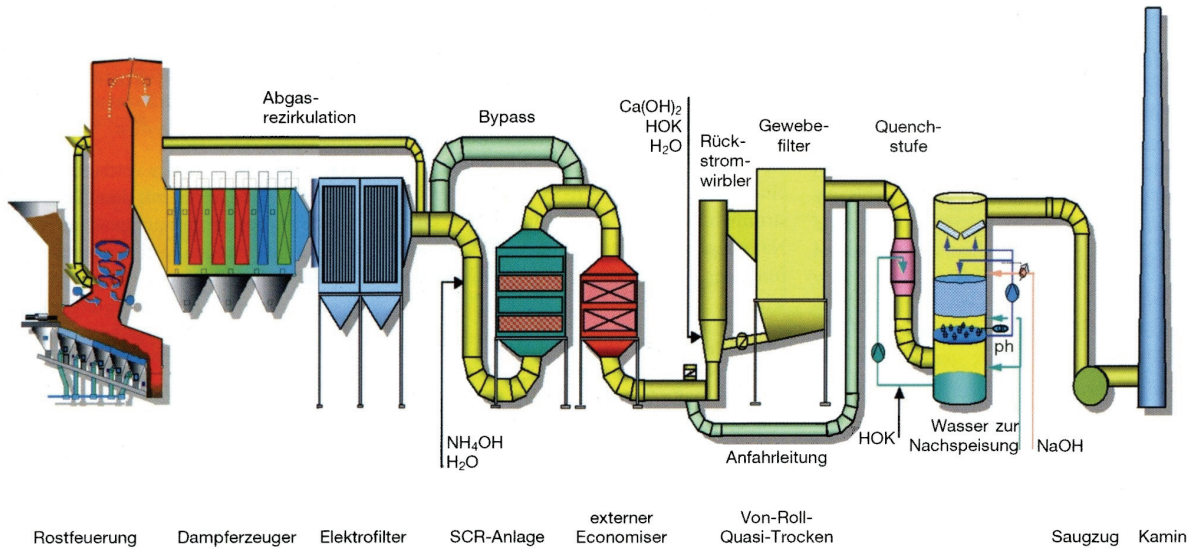 Abgas-
rezirkulation
Bypass
Ca(OH)₂
HOK
H₂O
Rück-
strom-
wirbler
Gewebe-
filter
Quench-
stufe
ph
NH₄OH
H₂O
Anfahrleitung
HOK
Wasser zur
Nachspeisung
NaOH
Rostfeuerung
Dampferzeuger
Elektrofilter
SCR-Anlage
externer
Economiser
Von-Roll-
Quasi-Trocken
Saugzug
Kamin